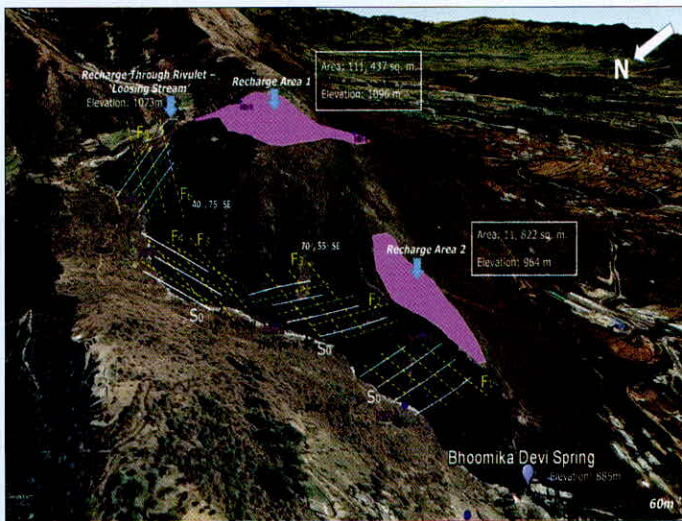 Recharge Through Rivulet –
'Loosing Stream'
Elevation: 1073m
Recharge Area 1
Area: 111, 437 sq. m.
Elevation: 1096 m
N
40°, 75° SE
F₁
70°, 55° SE
F₂
Recharge Area 2
Area: 11, 822 sq. m.
Elevation: 964 m
S₀
S₀
S₀
Bhoomika Devi Spring
Elevation: 885m
60m